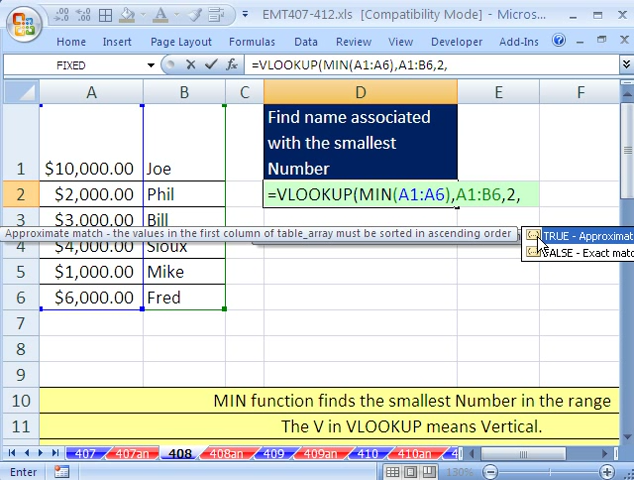 EMT407-412.xls [Compatibility Mode] - Micros...
Home Insert Page Layout Formulas Data Review View Developer Add-Ins
FIXED =VLOOKUP(MIN(A1:A6),A1:B6,2,
A B C D E F
Find name associated
with the smallest
1 $10,000.00 Joe Number
2 $2,000.00 Phil =VLOOKUP(MIN(A1:A6),A1:B6,2,
3 $3,000.00 Bill
Approximate match - the values in the first column of table_array must be sorted in ascending order TRUE - Approximat
4 $4,000.00 Sioux FALSE - Exact matc
5 $1,000.00 Mike
6 $6,000.00 Fred
7
8
9
10 MIN function finds the smallest Number in the range
11 The V in VLOOKUP means Vertical.
407 407an 408 408an 409 409an 410 410an
Enter 130%